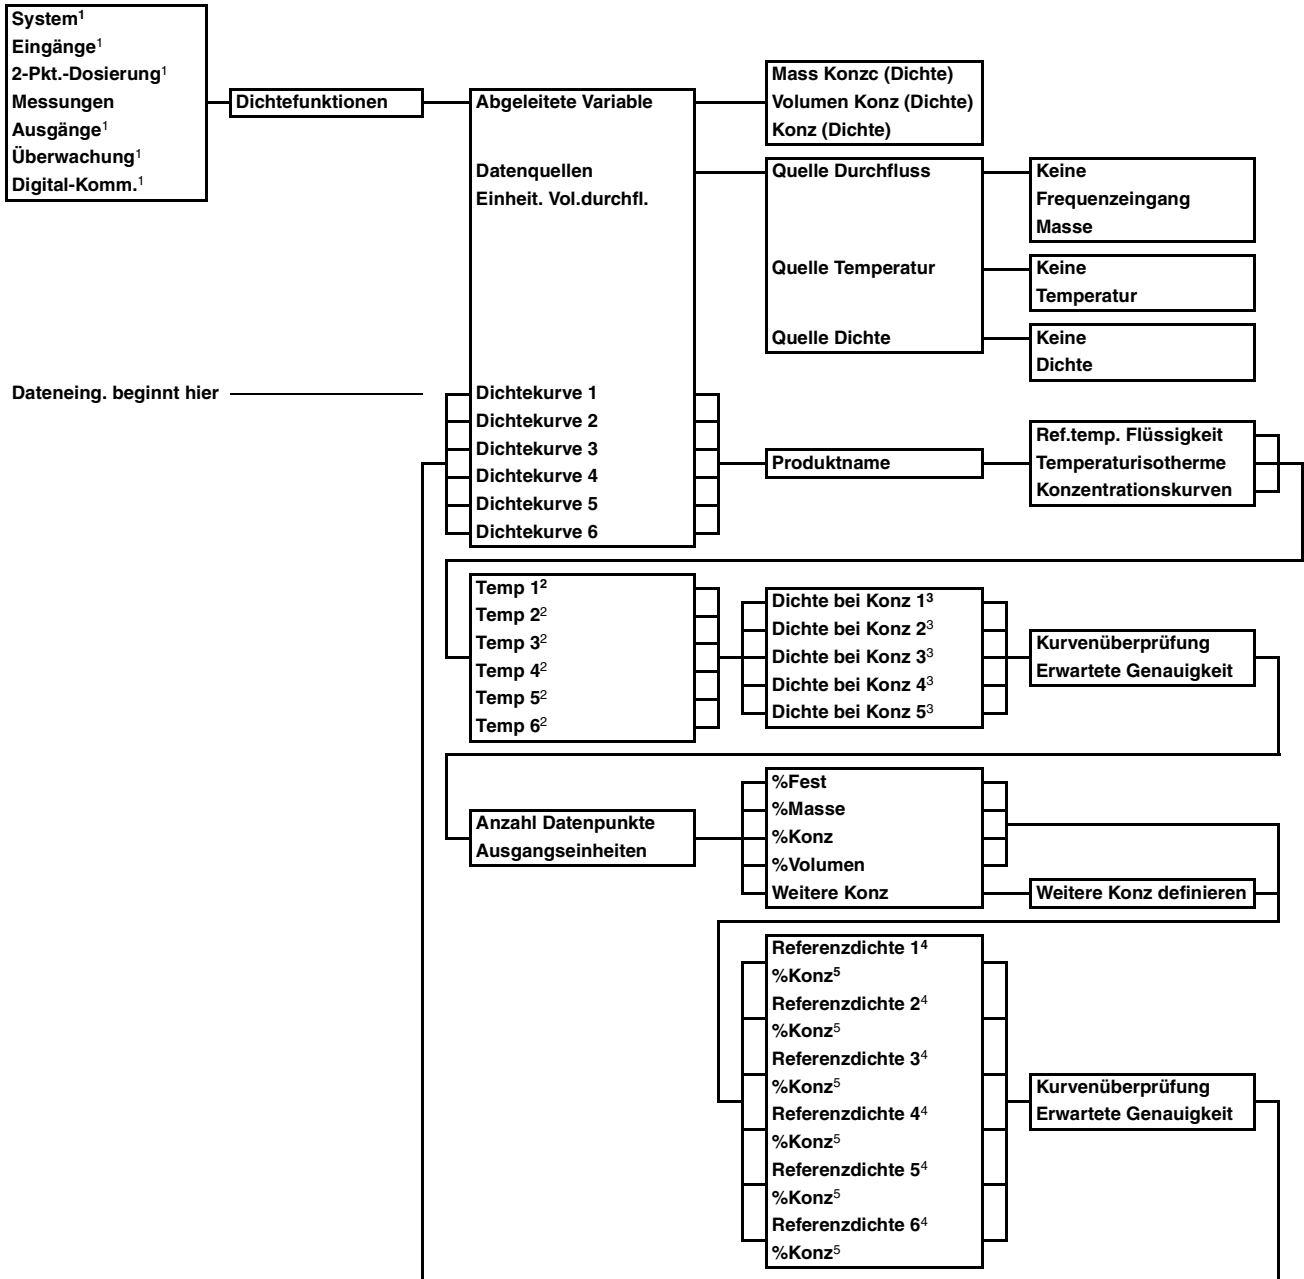 System¹
Eingänge¹
2-Pkt.-Dosierung¹
Messungen
Ausgänge¹
Überwachung¹
Digital-Komm.¹
Dichtefunktionen
Abgeleitete Variable
Datenquellen
Einheit. Vol.durchfl.
Dichtekurve 1
Dichtekurve 2
Dichtekurve 3
Dichtekurve 4
Dichtekurve 5
Dichtekurve 6
Mass Konzc (Dichte)
Volumen Konz (Dichte)
Konz (Dichte)
Quelle Durchfluss
Quelle Temperatur
Quelle Dichte
Keine
Frequenzeingang
Masse
Keine
Temperatur
Keine
Dichte
Dateneing. beginnt hier
Produktname
Ref.temp. Flüssigkeit
Temperaturisotherme
Konzentrationskurven
Temp 1²
Temp 2²
Temp 3²
Temp 4²
Temp 5²
Temp 6²
Dichte bei Konz 1³
Dichte bei Konz 2³
Dichte bei Konz 3³
Dichte bei Konz 4³
Dichte bei Konz 5³
Kurvenüberprüfung
Erwartete Genauigkeit
Anzahl Datenpunkte
Ausgangseinheiten
%Fest
%Masse
%Konz
%Volumen
Weitere Konz
Weitere Konz definieren
Referenzdichte 1⁴
%Konz⁵
Referenzdichte 2⁴
%Konz⁵
Referenzdichte 3⁴
%Konz⁵
Referenzdichte 4⁴
%Konz⁵
Referenzdichte 5⁴
%Konz⁵
Referenzdichte 6⁴
%Konz⁵
Kurvenüberprüfung
Erwartete Genauigkeit